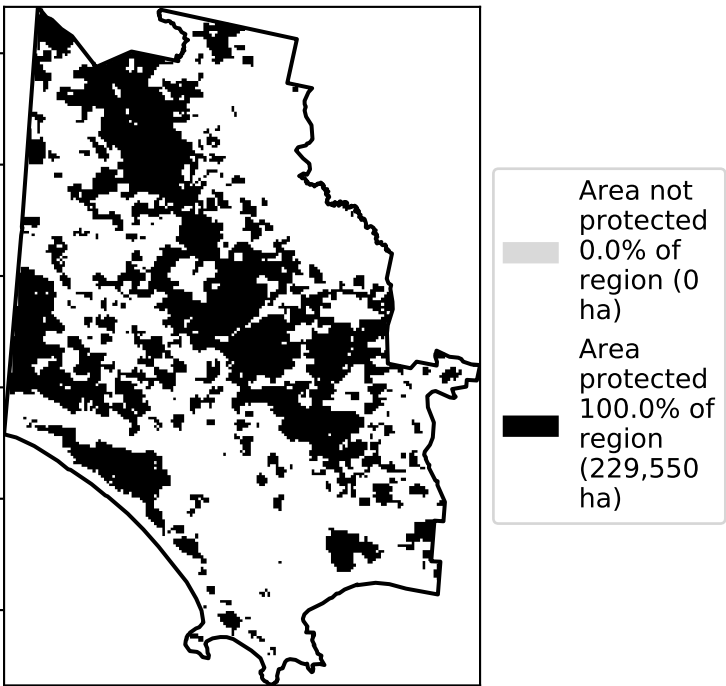 Area not
protected
0.0% of
region (0
ha)
Area
protected
100.0% of
region
(229,550
ha)